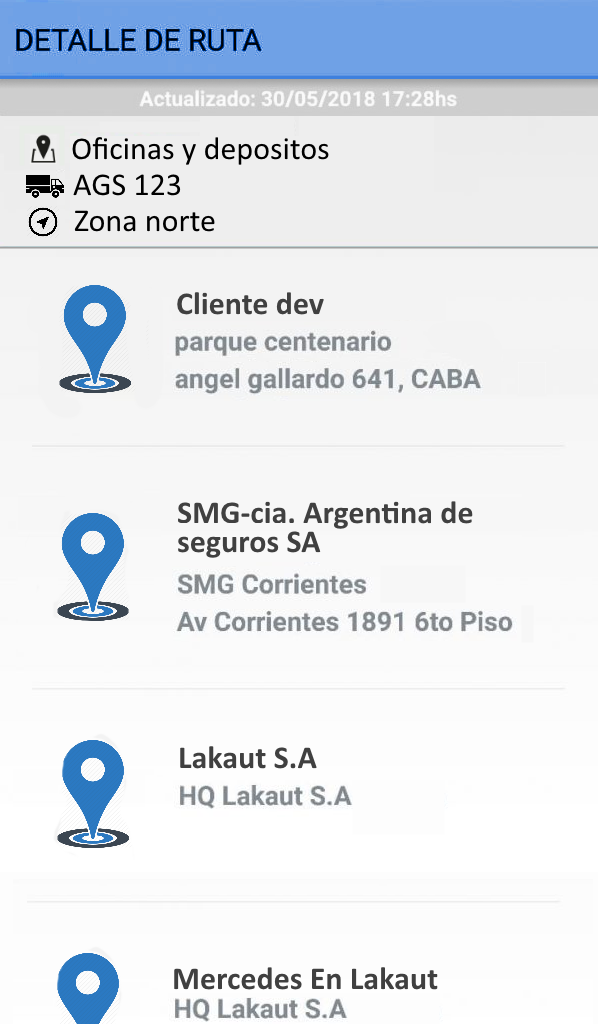 DETALLE DE RUTA
Actualizado: 30/05/2018 17:28hs
Oficinas y depositos
AGS 123
Zona norte
Cliente dev
parque centenario
angel gallardo 641, CABA
SMG-cia. Argentina de
seguros SA
SMG Corrientes
Av Corrientes 1891 6to Piso
Lakaut S.A
HQ Lakaut S.A
Mercedes En Lakaut
HQ Lakaut S.A